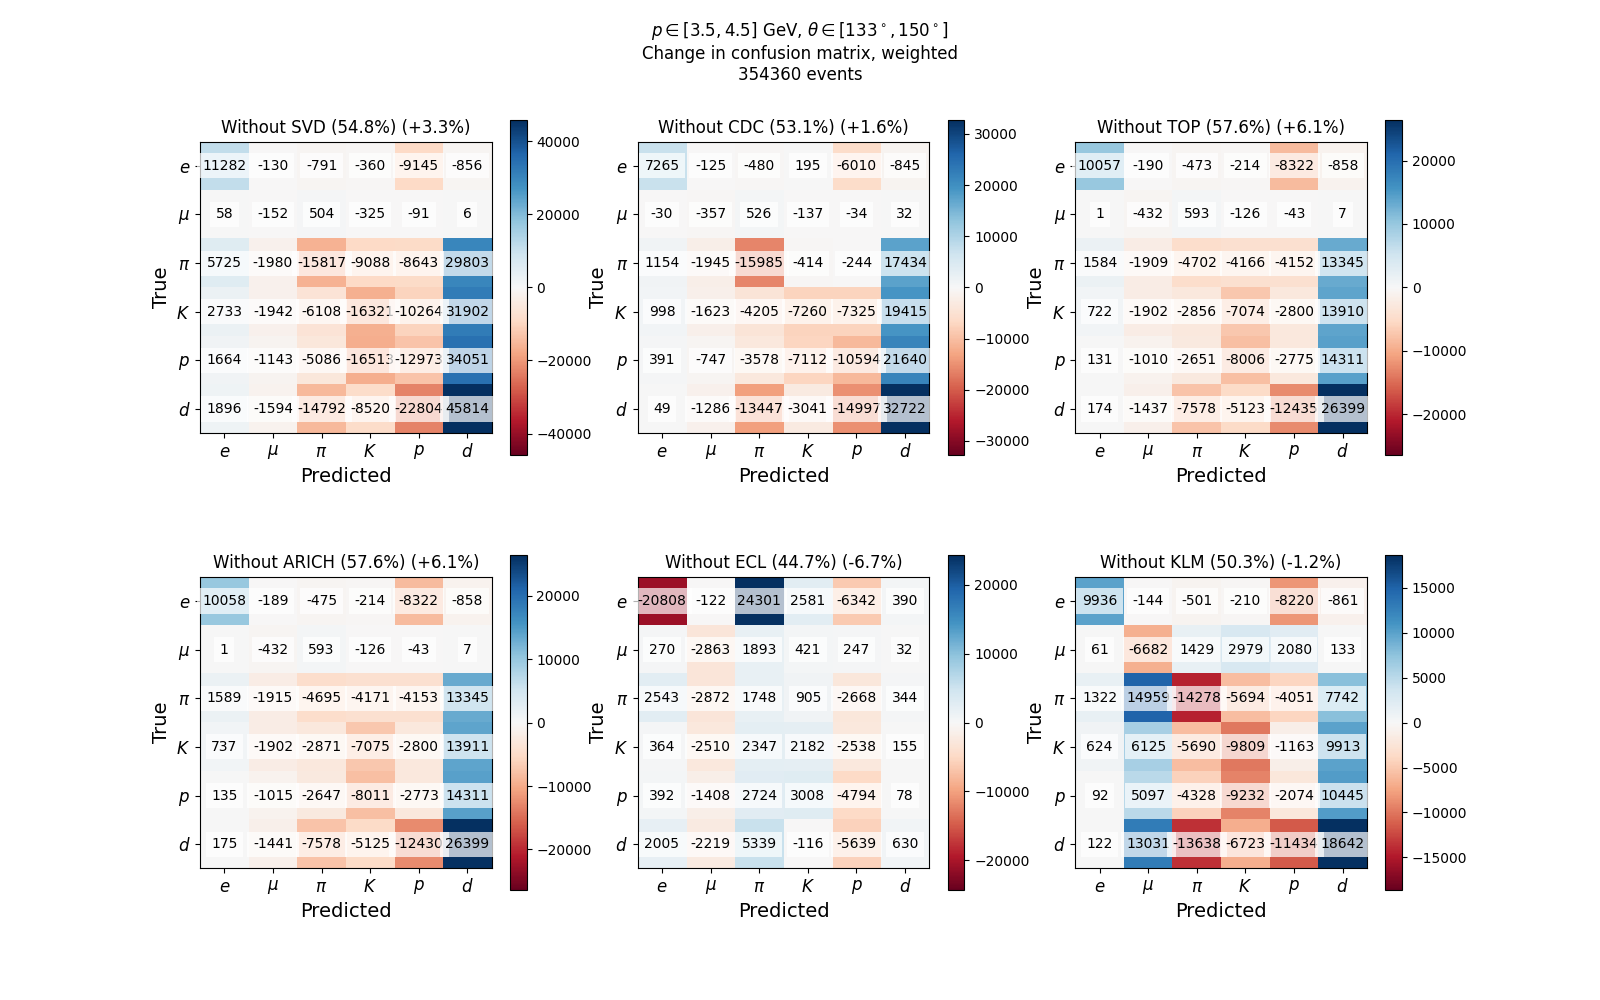 p ∈ [3.5, 4.5] GeV, θ ∈ [133°, 150°]
Change in confusion matrix, weighted
354360 events
Without SVD (54.8%) (+3.3%)
e 11282 -130 -791 -360 -9145 -856
μ 58 -152 504 -325 -91 6
π 5725 -1980 -15817 -9088 -8643 29803
K 2733 -1942 -6108 -16321 -10264 31902
p 1664 -1143 -5086 -16513 -12973 34051
d 1896 -1594 -14792 -8520 -22804 45814
e μ π K p d
Predicted
True
40000
20000
0
−20000
−40000
Without CDC (53.1%) (+1.6%)
e 7265 -125 -480 195 -6010 -845
μ -30 -357 526 -137 -34 32
π 1154 -1945 -15985 -414 -244 17434
K 998 -1623 -4205 -7260 -7325 19415
p 391 -747 -3578 -7112 -10594 21640
d 49 -1286 -13447 -3041 -14997 32722
e μ π K p d
Predicted
True
30000
20000
10000
0
−10000
−20000
−30000
Without TOP (57.6%) (+6.1%)
e 10057 -190 -473 -214 -8322 -858
μ 1 -432 593 -126 -43 7
π 1584 -1909 -4702 -4166 -4152 13345
K 722 -1902 -2856 -7074 -2800 13910
p 131 -1010 -2651 -8006 -2775 14311
d 174 -1437 -7578 -5123 -12435 26399
e μ π K p d
Predicted
True
20000
10000
0
−10000
−20000
Without ARICH (57.6%) (+6.1%)
e 10058 -189 -475 -214 -8322 -858
μ 1 -432 593 -126 -43 7
π 1589 -1915 -4695 -4171 -4153 13345
K 737 -1902 -2871 -7075 -2800 13911
p 135 -1015 -2647 -8011 -2773 14311
d 175 -1441 -7578 -5125 -12430 26399
e μ π K p d
Predicted
True
20000
10000
0
−10000
−20000
Without ECL (44.7%) (-6.7%)
e -20808 -122 24301 2581 -6342 390
μ 270 -2863 1893 421 247 32
π 2543 -2872 1748 905 -2668 344
K 364 -2510 2347 2182 -2538 155
p 392 -1408 2724 3008 -4794 78
d 2005 -2219 5339 -116 -5639 630
e μ π K p d
Predicted
True
20000
10000
0
−10000
−20000
Without KLM (50.3%) (-1.2%)
e 9936 -144 -501 -210 -8220 -861
μ 61 -6682 1429 2979 2080 133
π 1322 14959 -14278 -5694 -4051 7742
K 624 6125 -5690 -9809 -1163 9913
p 92 5097 -4328 -9232 -2074 10445
d 122 13031 -13638 -6723 -11434 18642
e μ π K p d
Predicted
True
15000
10000
5000
0
−5000
−10000
−15000